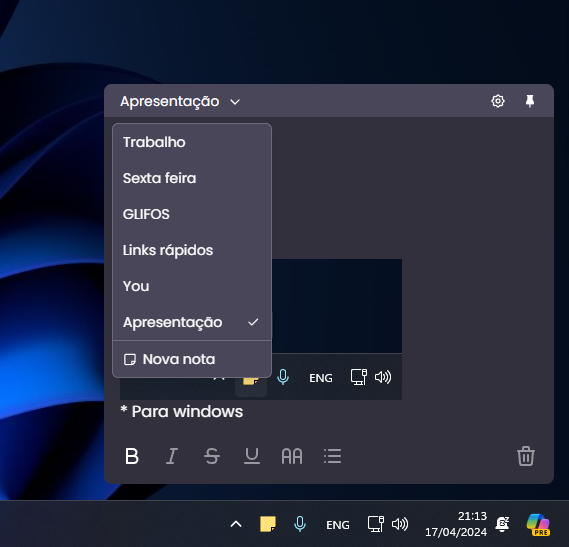 Apresentação
Trabalho
Sexta feira
GLIFOS
Links rápidos
You
Apresentação
Nova nota
ENG
* Para windows
B I S U AA
ENG
21:13
17/04/2024
PRE